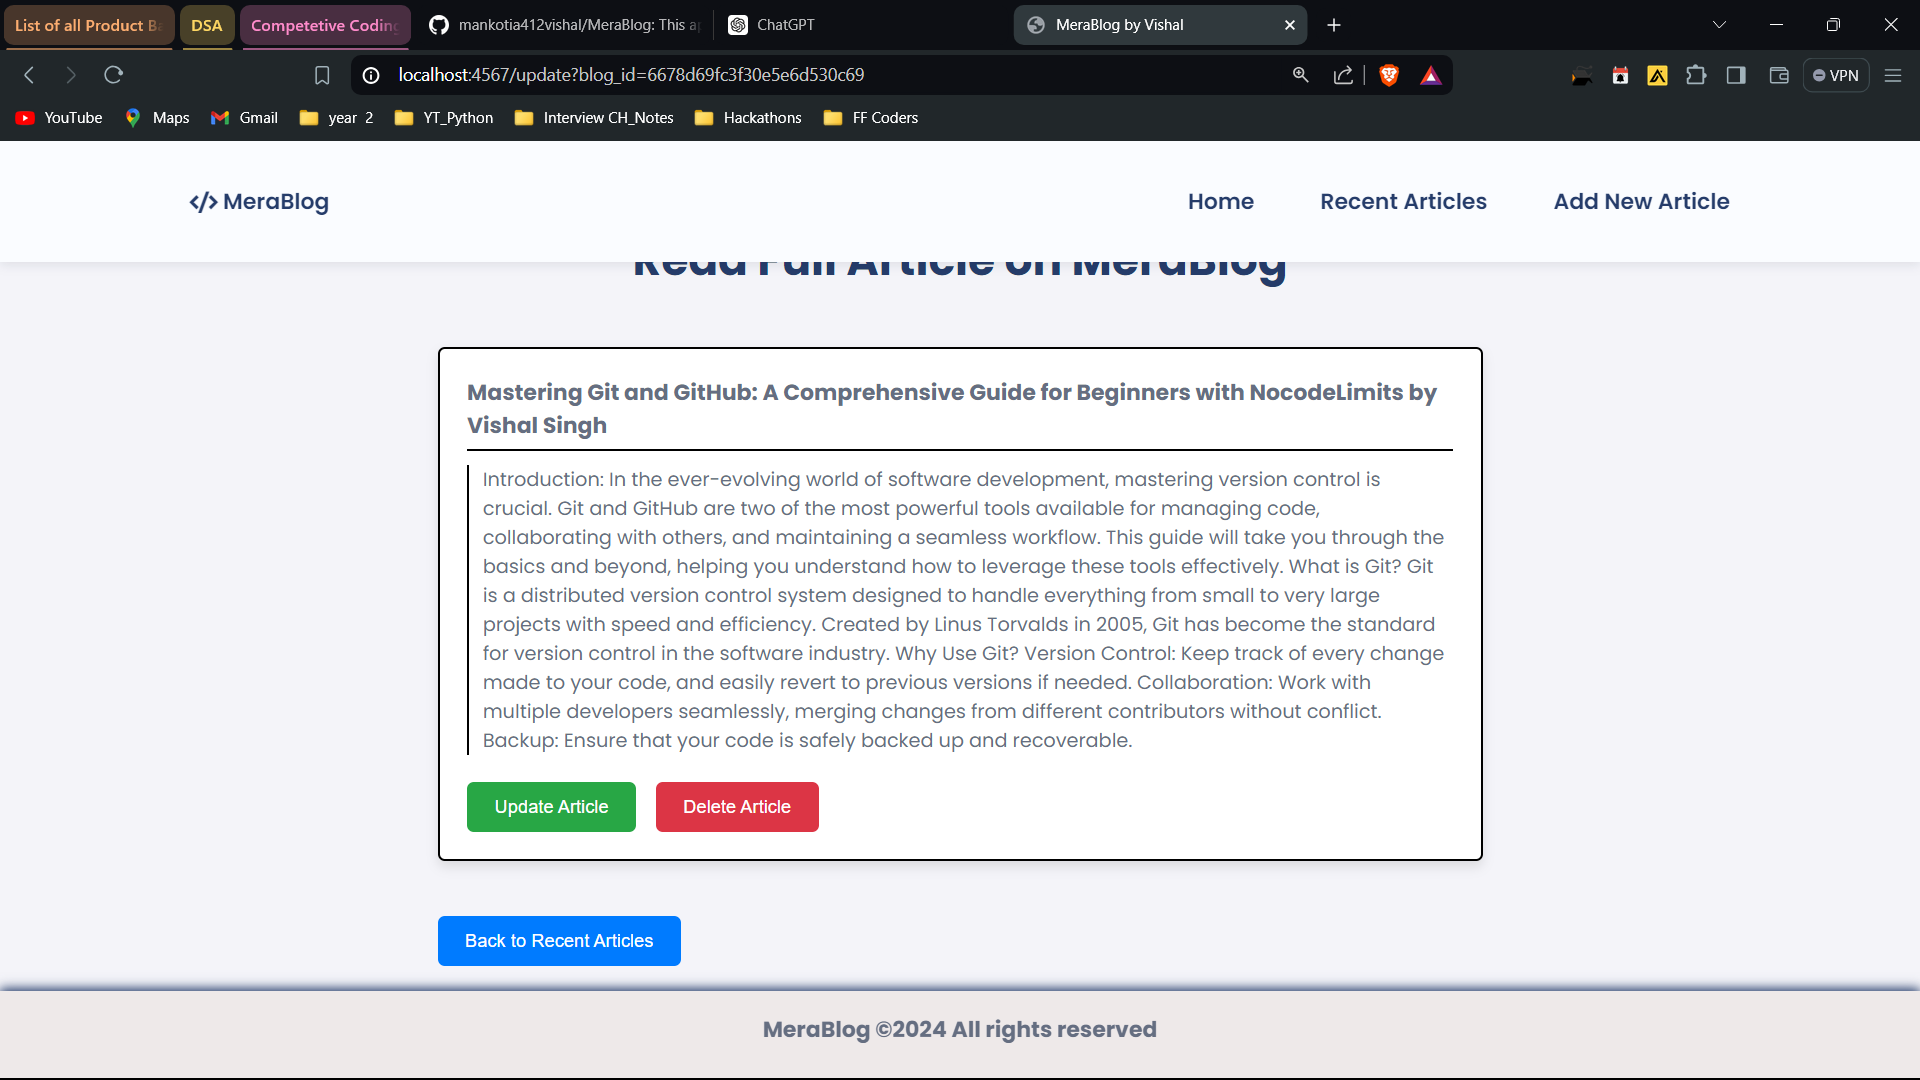 List of all Product Ba
DSA
Competetive Coding
mankotia412vishal/MeraBlog: This a
ChatGPT
MeraBlog by Vishal
localhost:4567/update?blog_id=6678d69fc3f30e5e6d530c69
VPN
YouTube
Maps
Gmail
year 2
YT_Python
Interview CH_Notes
Hackathons
FF Coders
</> MeraBlog
Home
Recent Articles
Add New Article
Read Full Article on MeraBlog
Mastering Git and GitHub: A Comprehensive Guide for Beginners with NocodeLimits by
Vishal Singh
Introduction: In the ever-evolving world of software development, mastering version control is
crucial. Git and GitHub are two of the most powerful tools available for managing code,
collaborating with others, and maintaining a seamless workflow. This guide will take you through the
basics and beyond, helping you understand how to leverage these tools effectively. What is Git? Git
is a distributed version control system designed to handle everything from small to very large
projects with speed and efficiency. Created by Linus Torvalds in 2005, Git has become the standard
for version control in the software industry. Why Use Git? Version Control: Keep track of every change
made to your code, and easily revert to previous versions if needed. Collaboration: Work with
multiple developers seamlessly, merging changes from different contributors without conflict.
Backup: Ensure that your code is safely backed up and recoverable.
Update Article
Delete Article
Back to Recent Articles
MeraBlog ©2024 All rights reserved